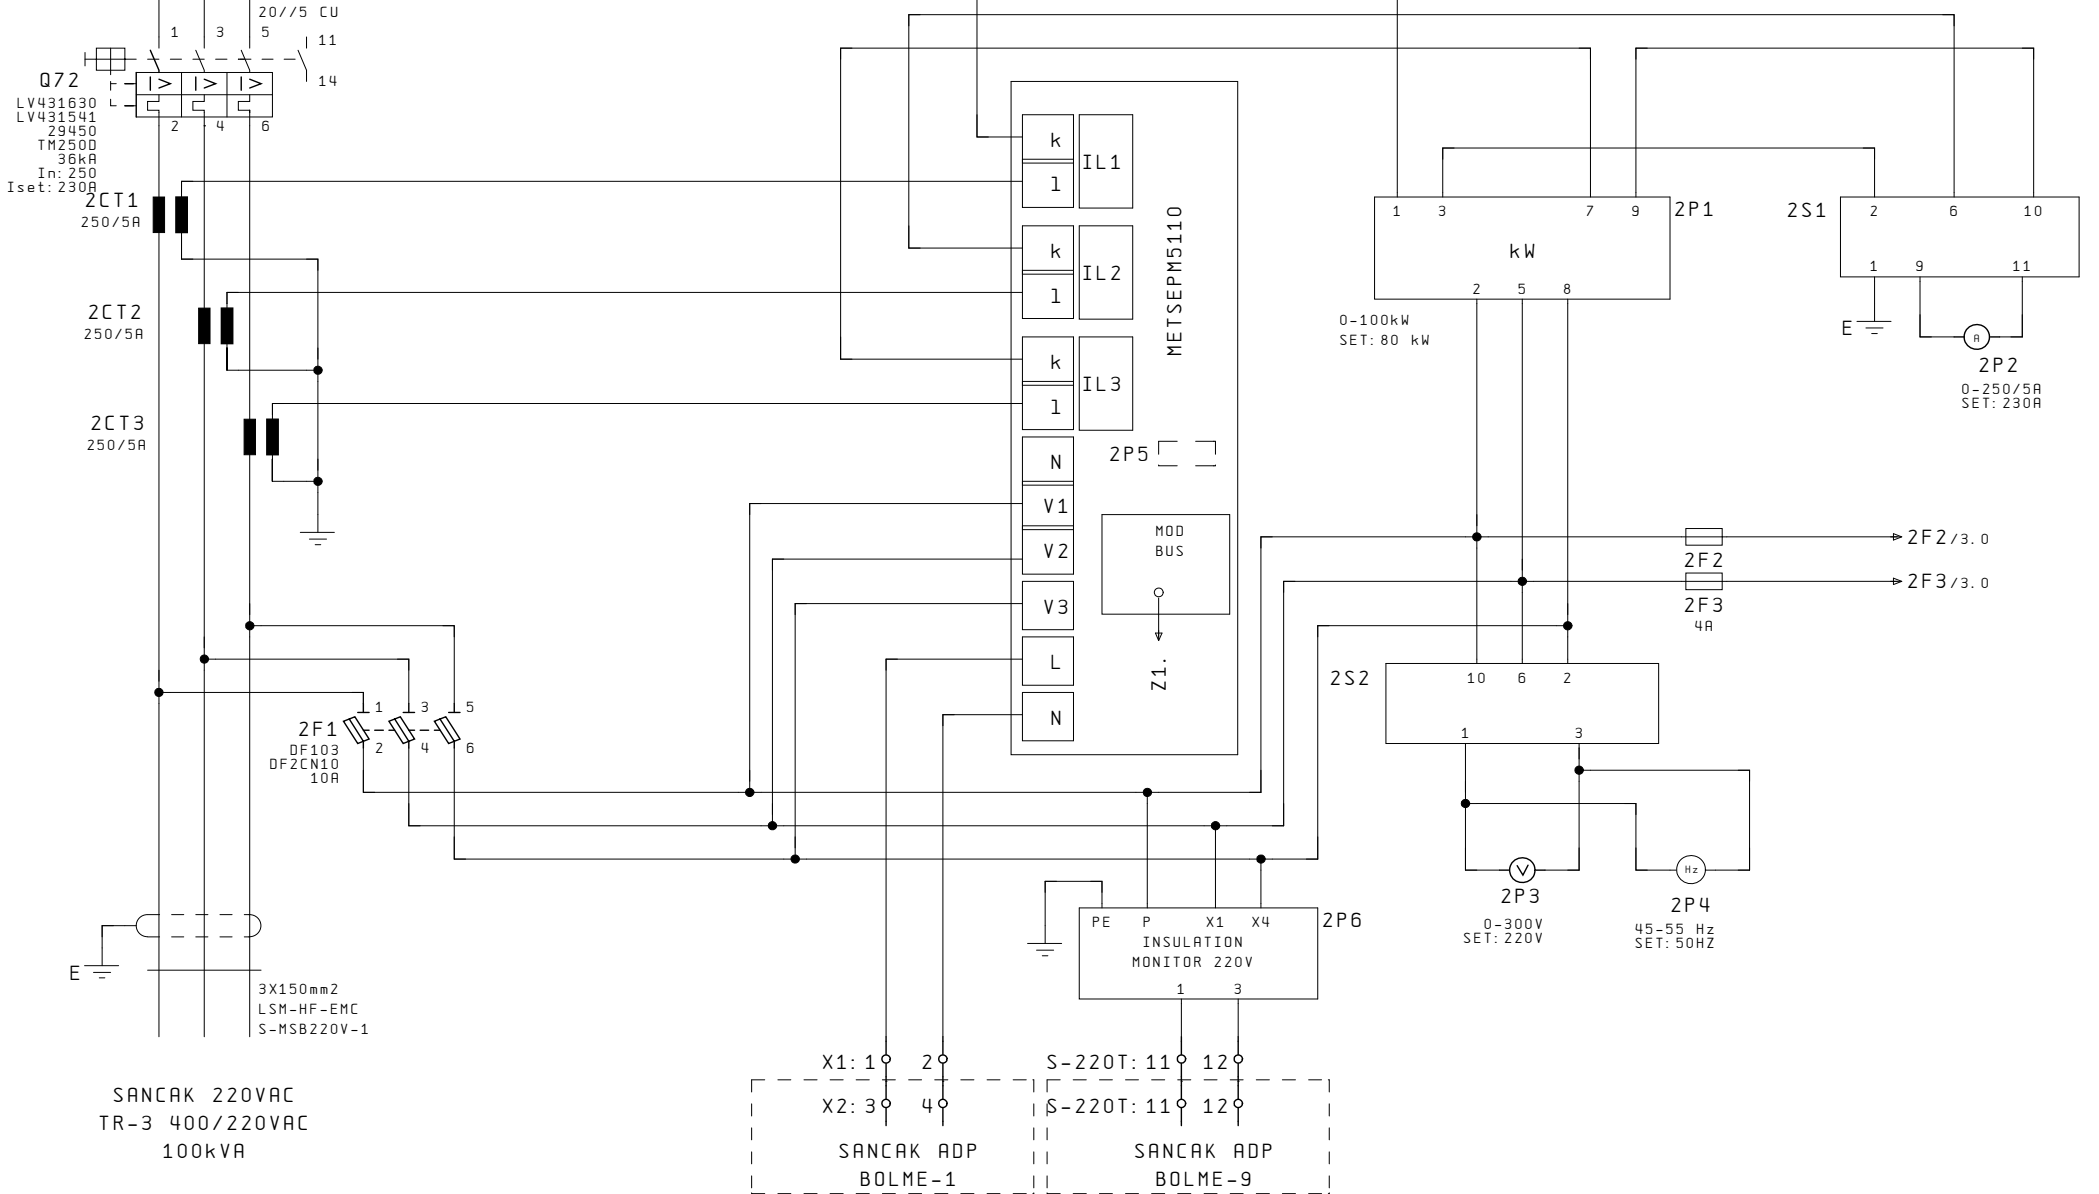 20//5 CU
1 3 5
11
14
Q72
LV431630
LV431541
29450
TM250D
36kA
In:250
Iset:230A
I> I> I>
2 4 6
2CT1
250/5A
2CT2
250/5A
2CT3
250/5A
k
l
IL1
k
l
IL2
k
l
IL3
N
V1
V2
V3
L
N
METSEPM5110
2P5
MOD
BUS
Z1.
1 3 7 9
2P1
kW
2 5 8
0-100kW
SET:80 kW
2S1
2 6 10
1 9 11
E
A
2P2
0-250/5A
SET:230A
2F2/3.0
2F2
2F3/3.0
2F3
4A
2S2
10 6 2
1 3
V
2P3
0-300V
SET:220V
Hz
2P4
45-55 Hz
SET:50HZ
2F1
DF103
DF2CN10
10A
1 3 5
2 4 6
PE P X1 X4
2P6
INSULATION
MONITOR 220V
1 3
E
3X150mm2
LSM-HF-EMC
S-MSB220V-1
SANCAK 220VAC
TR-3 400/220VAC
100kVA
X1:1 2
X2:3 4
SANCAK ADP
BOLME-1
S-220T:11 12
S-220T:11 12
SANCAK ADP
BOLME-9